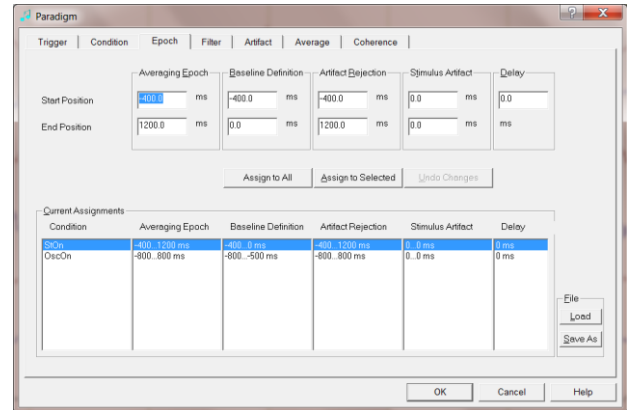 Paradigm
Trigger Condition Epoch Filter Artifact Average Coherence
Averaging Epoch Baseline Definition Artifact Rejection Stimulus Artifact Delay
Start Position -400.0 ms -400.0 ms -400.0 ms 0.0 ms 0.0
End Position 1200.0 ms 0.0 ms 1200.0 ms 0.0 ms ms
Assign to All Assign to Selected Undo Changes
Current Assignments
Condition Averaging Epoch Baseline Definition Artifact Rejection Stimulus Artifact Delay
StOn -400...1200 ms -400...0 ms -400...1200 ms 0...0 ms 0 ms
OscOn -800...800 ms -800...-500 ms -800...800 ms 0...0 ms 0 ms
File
Load
Save As
OK Cancel Help